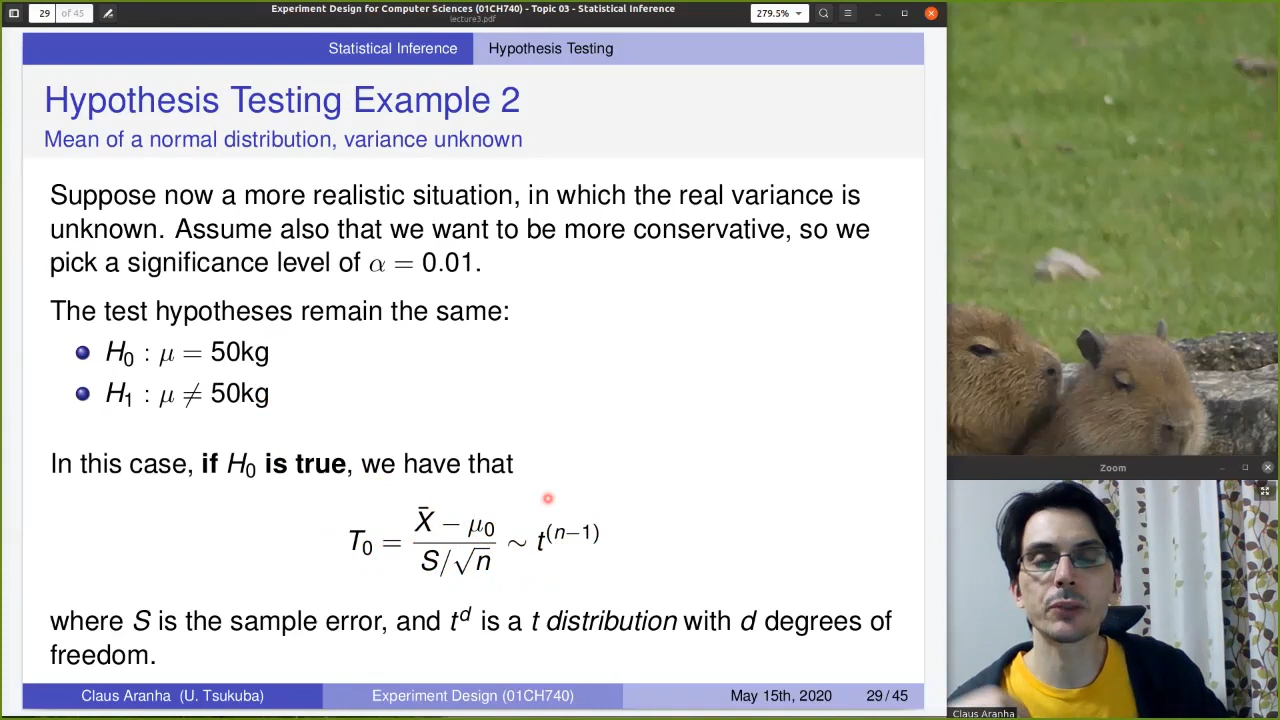 29 of 45
Experiment Design for Computer Sciences (01CH740) - Topic 03 - Statistical Inference
lecture3.pdf
279.5%
Statistical Inference
Hypothesis Testing
Hypothesis Testing Example 2
Mean of a normal distribution, variance unknown
Suppose now a more realistic situation, in which the real variance is
unknown. Assume also that we want to be more conservative, so we
pick a significance level of α = 0.01.
The test hypotheses remain the same:
H₀ : μ = 50kg
H₁ : μ ≠ 50kg
In this case, if H₀ is true, we have that
T₀ = (X̄ − μ₀) / (S/√n) ∼ t⁽ⁿ⁻¹⁾
where S is the sample error, and tᵈ is a t distribution with d degrees of
freedom.
Claus Aranha (U. Tsukuba)
Experiment Design (01CH740)
May 15th, 2020
29 / 45
Zoom
Claus Aranha